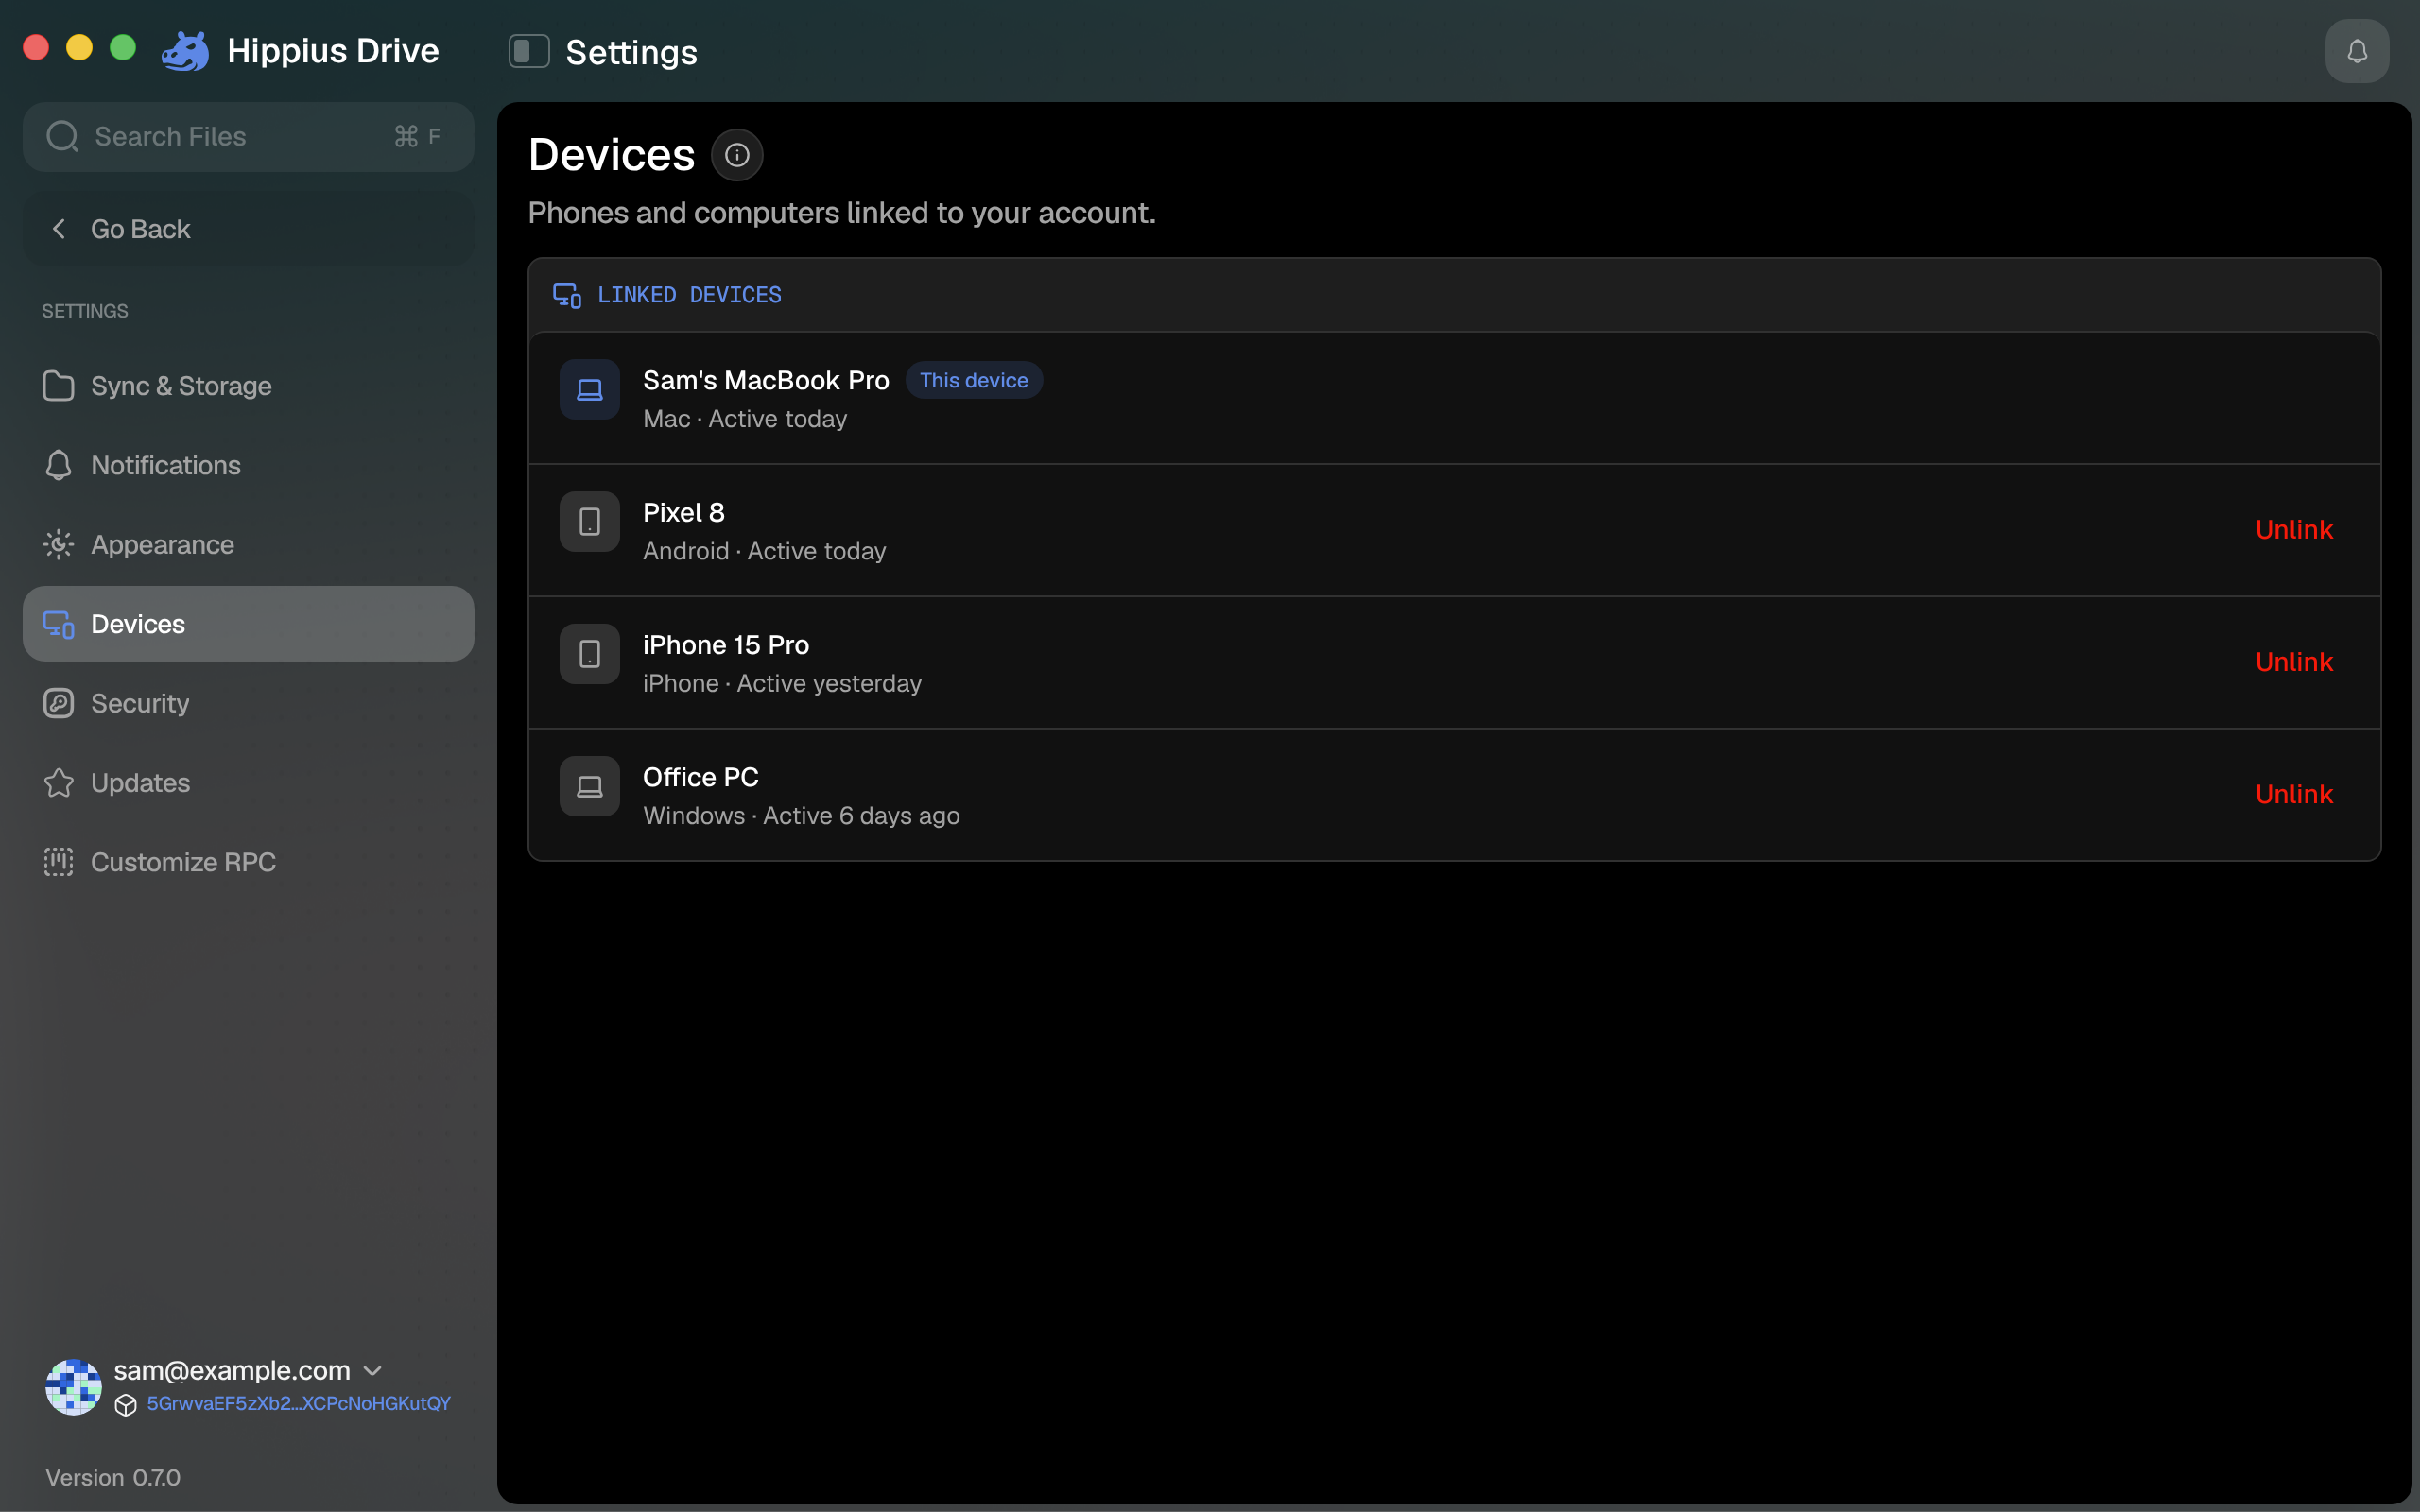 Hippius Drive
Settings
Search Files
⌘ F
Go Back
SETTINGS
Sync & Storage
Notifications
Appearance
Devices
Security
Updates
Customize RPC
sam@example.com
5GrwvaEF5zXb2...XCPcNoHGKutQY
Version 0.7.0
Devices
Phones and computers linked to your account.
LINKED DEVICES
Sam's MacBook Pro
This device
Mac · Active today
Pixel 8
Android · Active today
Unlink
iPhone 15 Pro
iPhone · Active yesterday
Unlink
Office PC
Windows · Active 6 days ago
Unlink